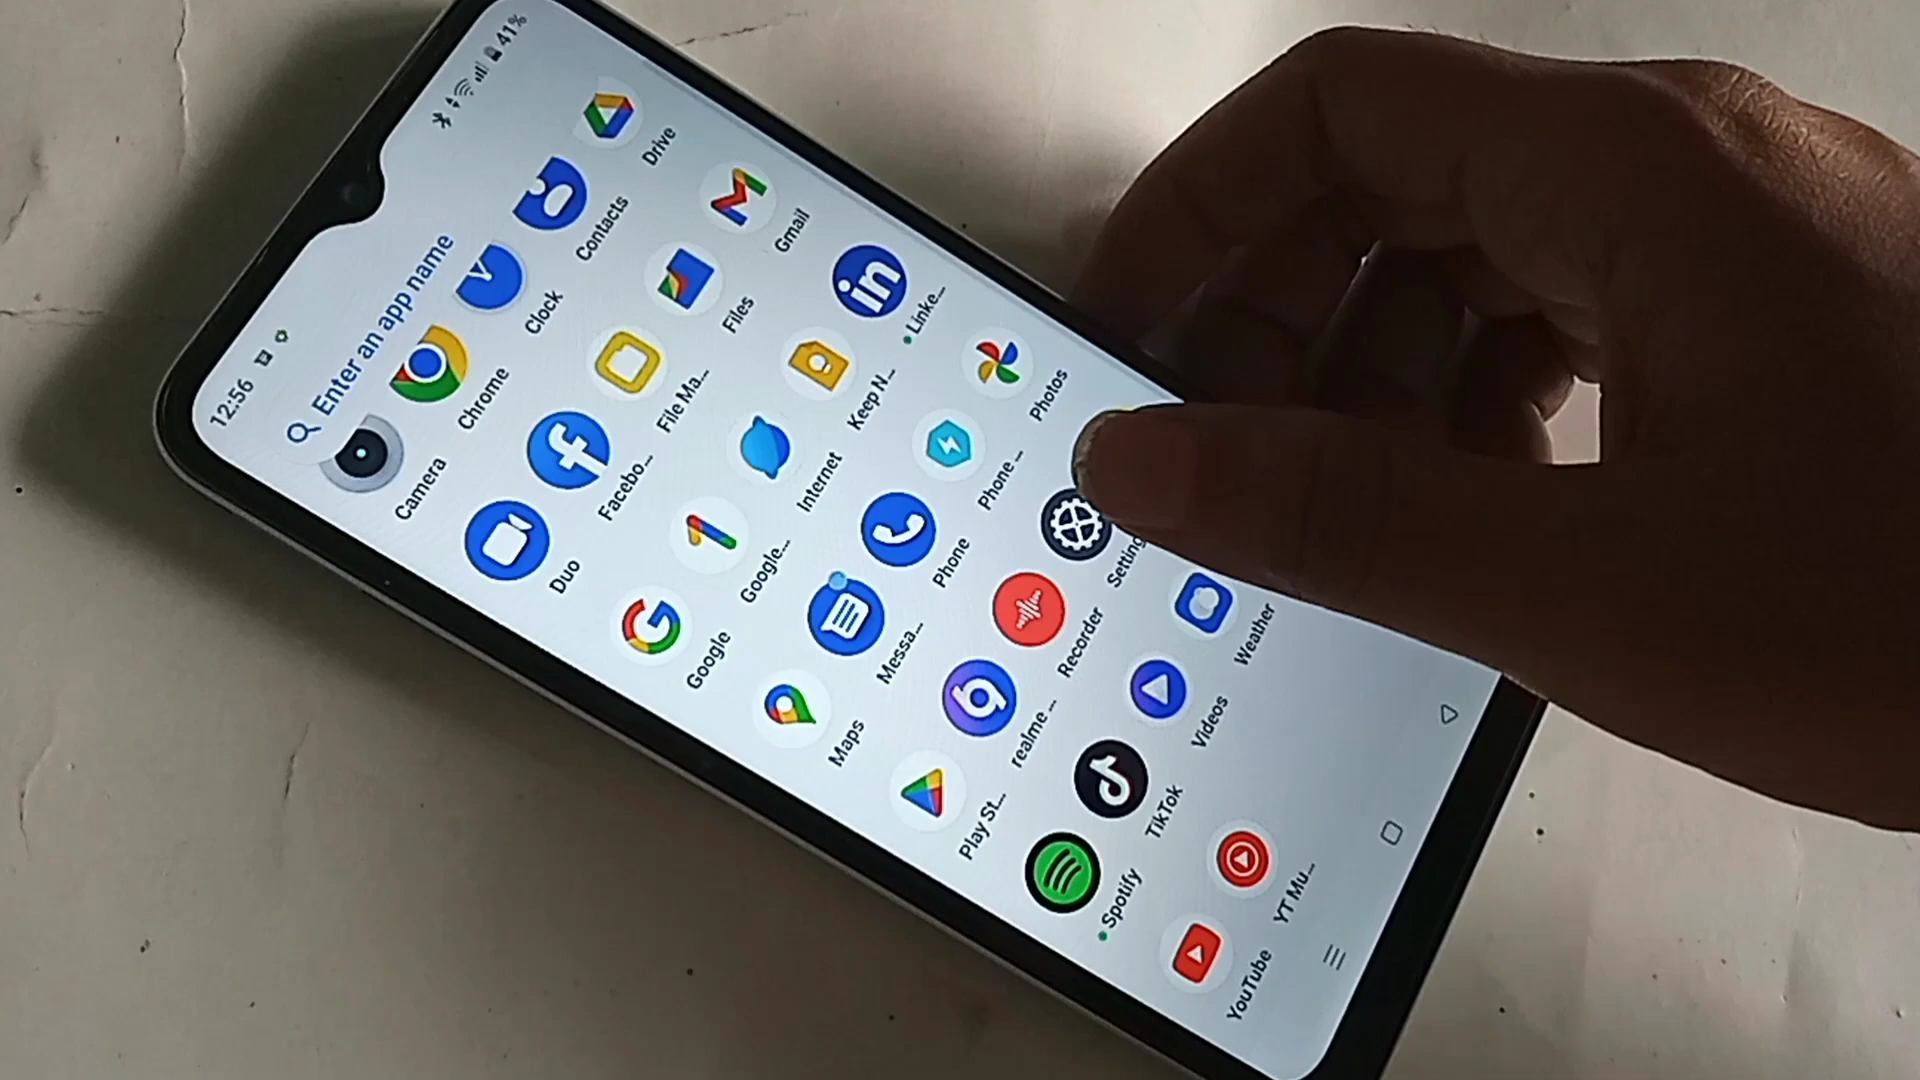 12:56
41%
Enter an app name
Camera
Chrome
Clock
Contacts
Drive
Duo
Facebo...
File Ma...
Files
Gmail
Google
Google...
Internet
Keep N...
Linke...
Maps
Messa...
Phone
Phone ...
Photos
Play St...
realme ...
Recorder
Spotify
TikTok
Videos
Weather
YouTube
YT Mu...